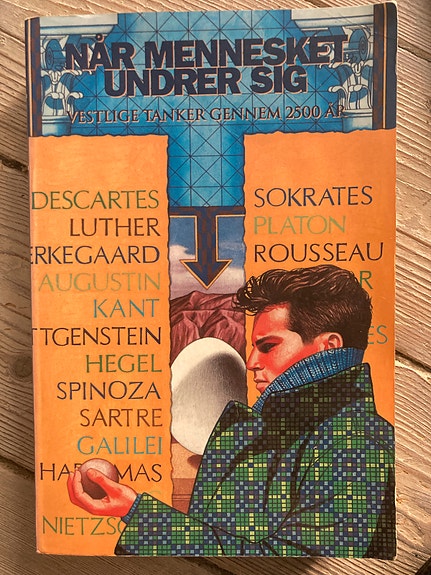 NÅR MENNESKET
UNDRER SIG
VESTLIGE TANKER GENNEM 2500 ÅR
DESCARTES
LUTHER
ERKEGAARD
AUGUSTIN
KANT
TTGENSTEIN
HEGEL
SPINOZA
SARTRE
GALILEI
HA MAS
NIETZSC
SOKRATES
PLATON
ROUSSEAU
R
ES